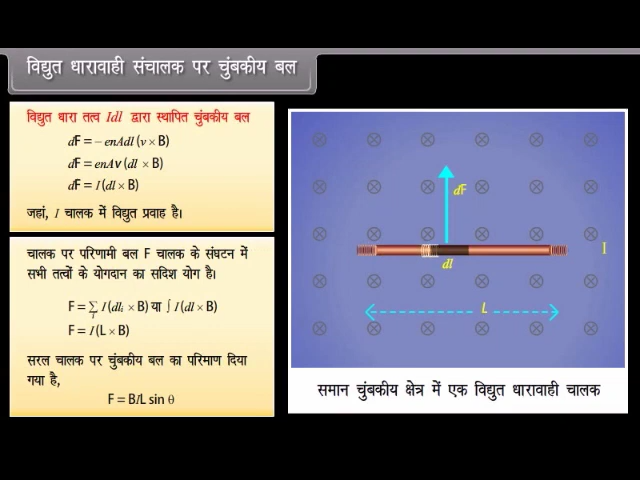 विद्युत धारावाही संचालक पर चुंबकीय बल
विद्युत धारा तत्व Idl द्वारा स्थापित चुंबकीय बल
dF = – enAdl (v × B)
dF = enAv (dl × B)
dF = I (dl × B)
जहां, I चालक में विद्युत प्रवाह है।
चालक पर परिणामी बल F चालक के संघटन में
सभी तत्वों के योगदान का सदिश योग है।
F = ∑i I (dli × B) या ∫ I (dl × B)
F = I (L × B)
सरल चालक पर चुंबकीय बल का परिमाण दिया
गया है,
F = BIL sin θ
dF
I
dl
L
समान चुंबकीय क्षेत्र में एक विद्युत धारावाही चालक